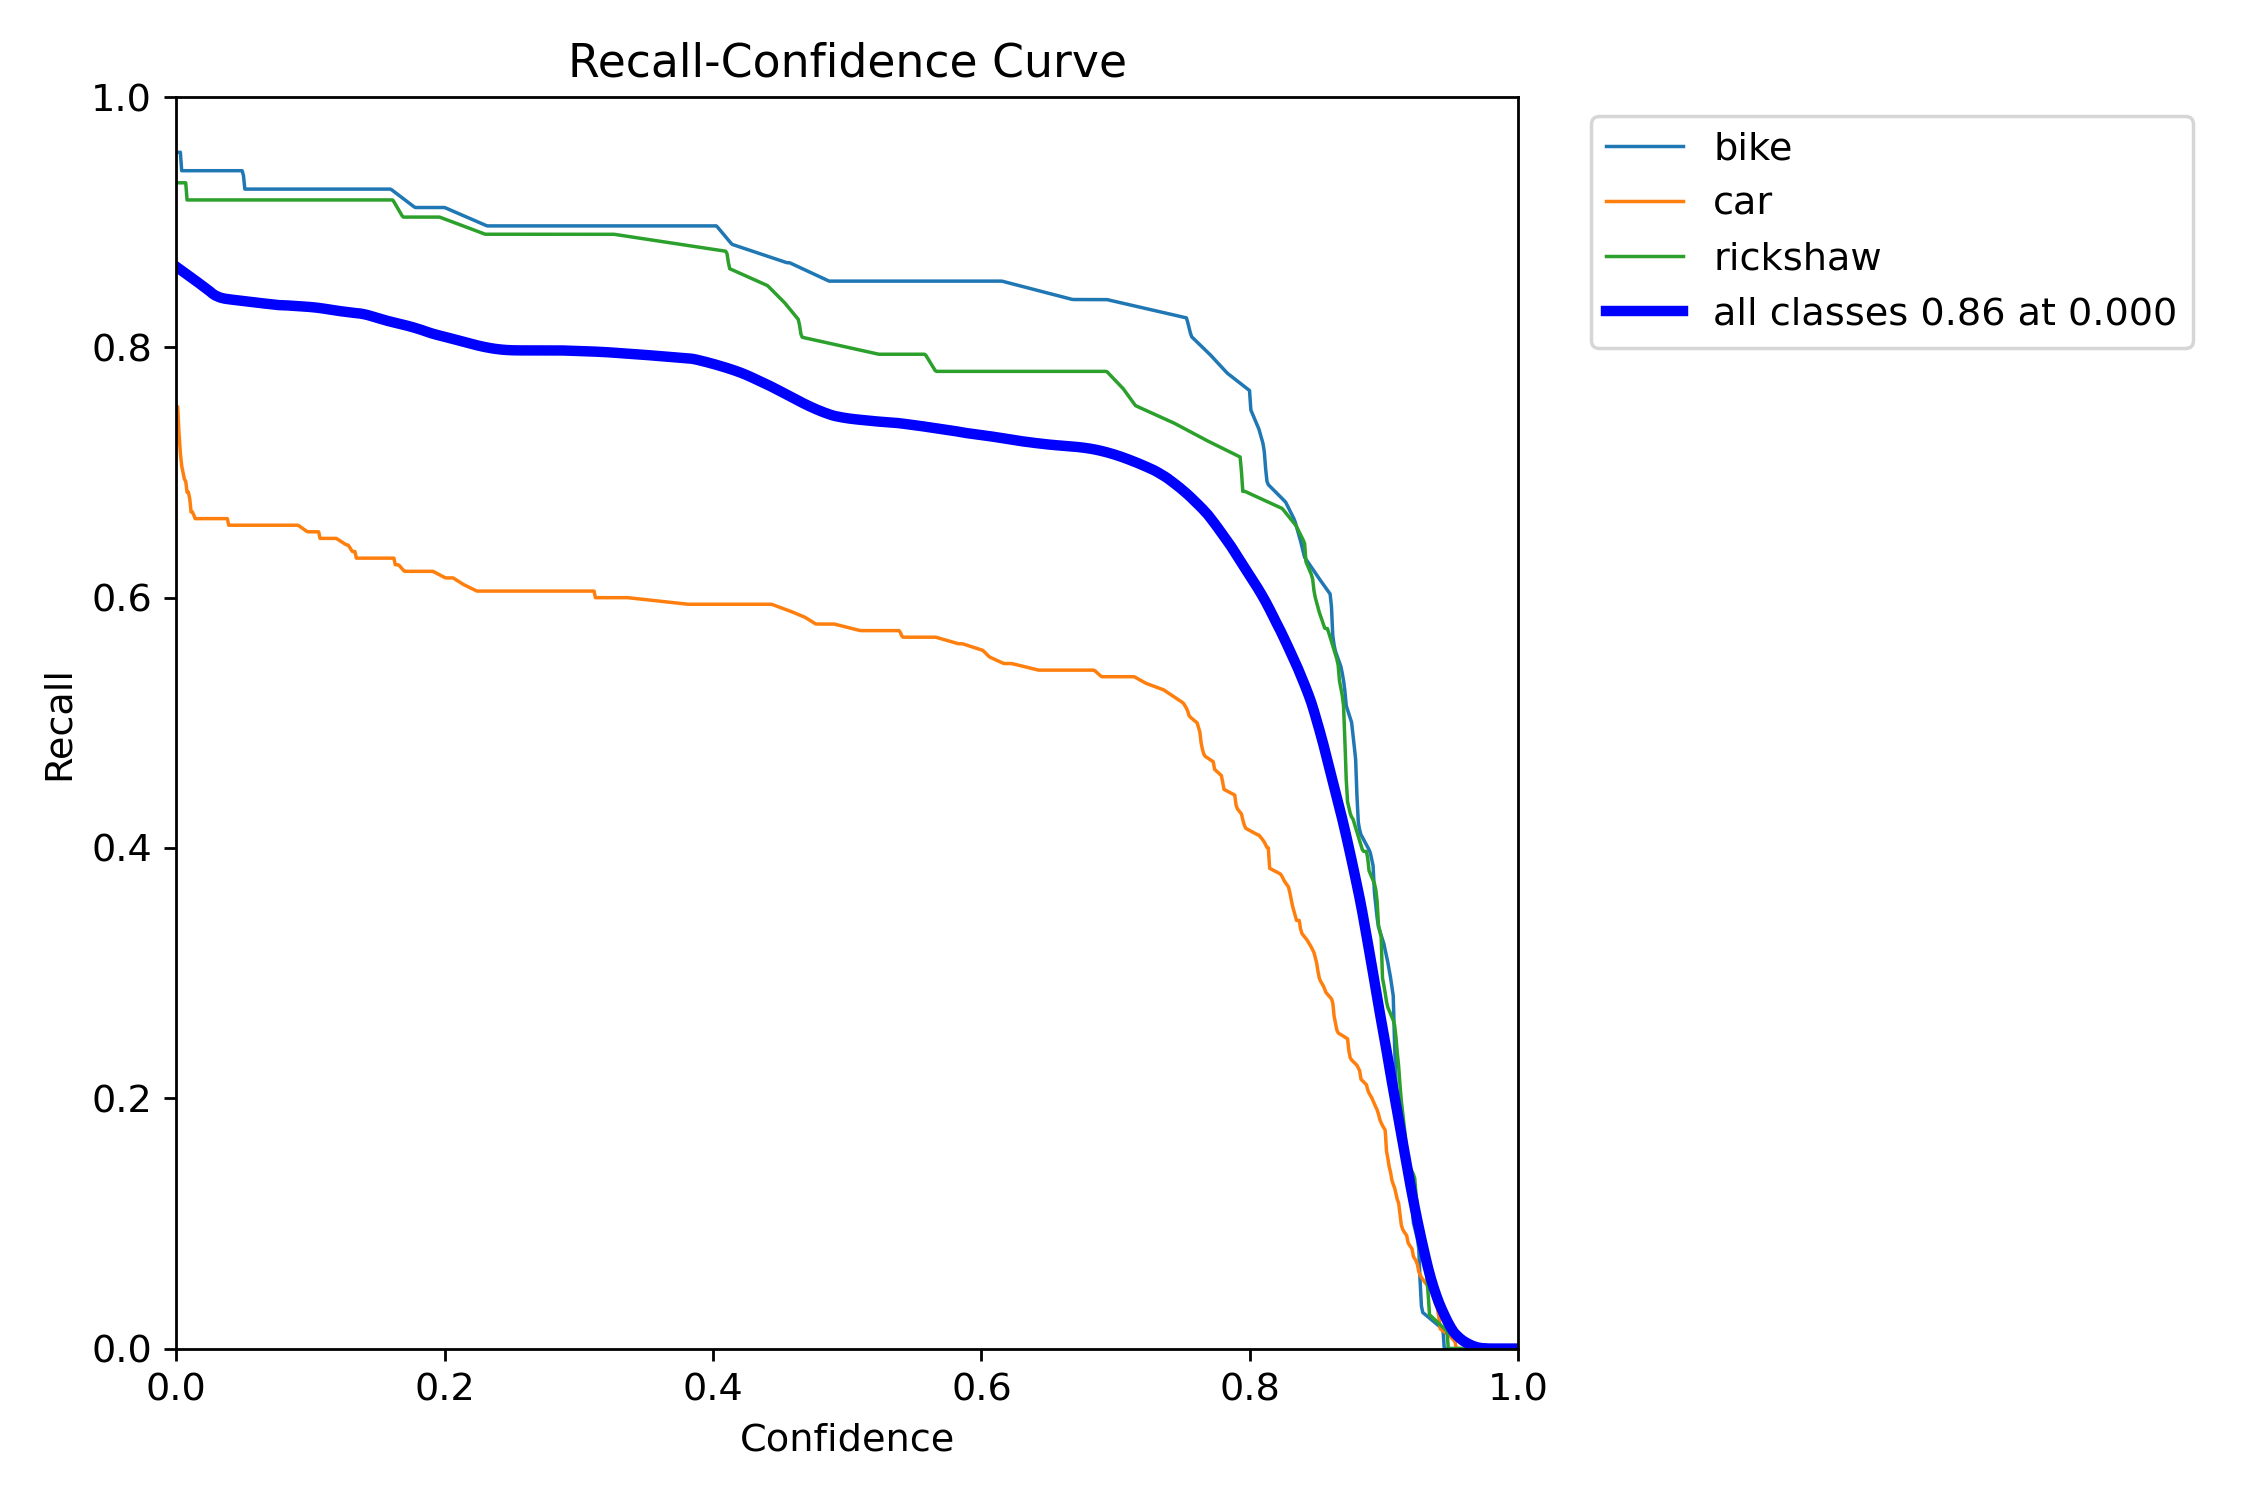 Recall-Confidence Curve
1.0
0.8
0.6
0.4
0.2
0.0
Recall
0.0 0.2 0.4 0.6 0.8 1.0
Confidence
bike
car
rickshaw
all classes 0.86 at 0.000